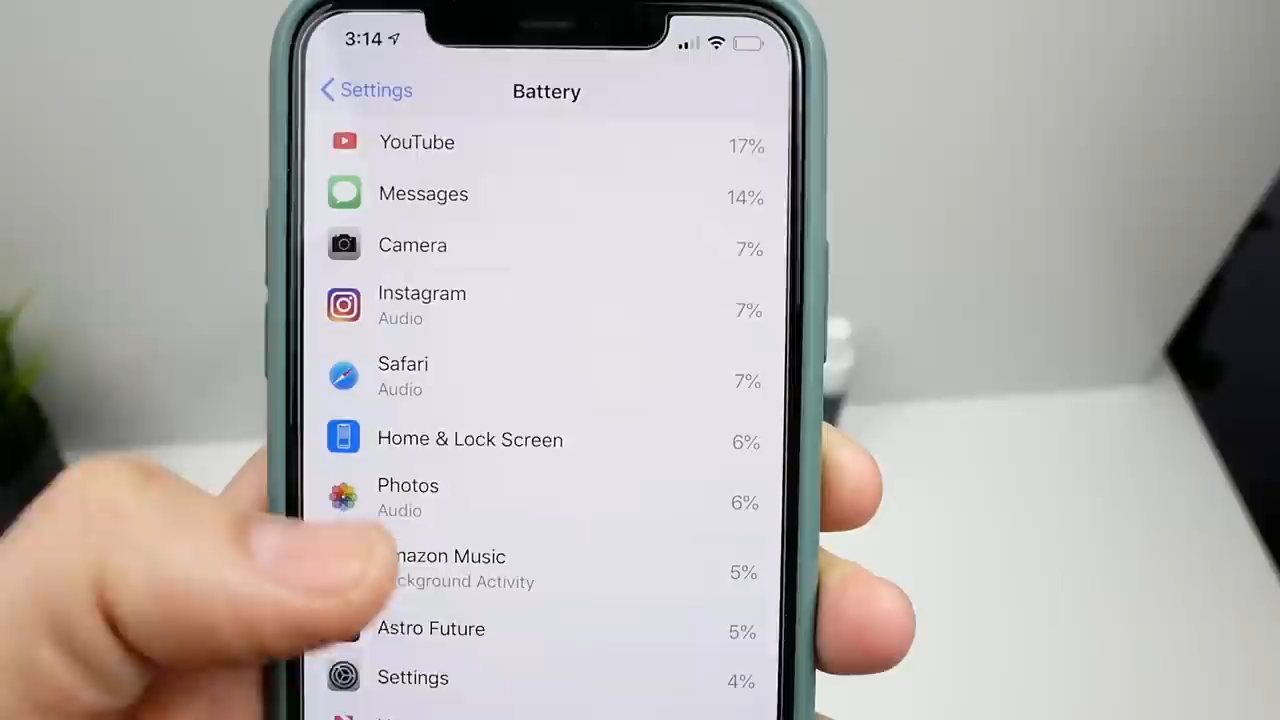 3:14
Settings
Battery
YouTube
17%
Messages
14%
Camera
7%
Instagram
Audio
7%
Safari
Audio
7%
Home & Lock Screen
6%
Photos
Audio
6%
mazon Music
ckground Activity
5%
Astro Future
5%
Settings
4%